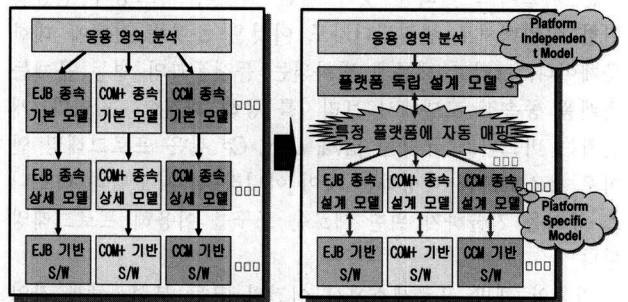 응용 영역 분석
EJB 종속
기본 모델
COM+ 종속
기본 모델
CCM 종속
기본 모델
□□□
EJB 종속
상세 모델
COM+ 종속
상세 모델
CCM 종속
상세 모델
□□□
EJB 기반
S/W
COM+ 기반
S/W
CCM 기반
S/W
□□□
응용 영역 분석
Platform
Independen
t Model
플랫폼 독립 설계 모델
특정 플랫폼에 자동 매핑
□□□
EJB 종속
설계 모델
COM+ 종속
설계 모델
CCM 종속
설계 모델
□□□
Platform
Specific
Model
EJB 기반
S/W
COM+ 기반
S/W
CCM 기반
S/W
□□□